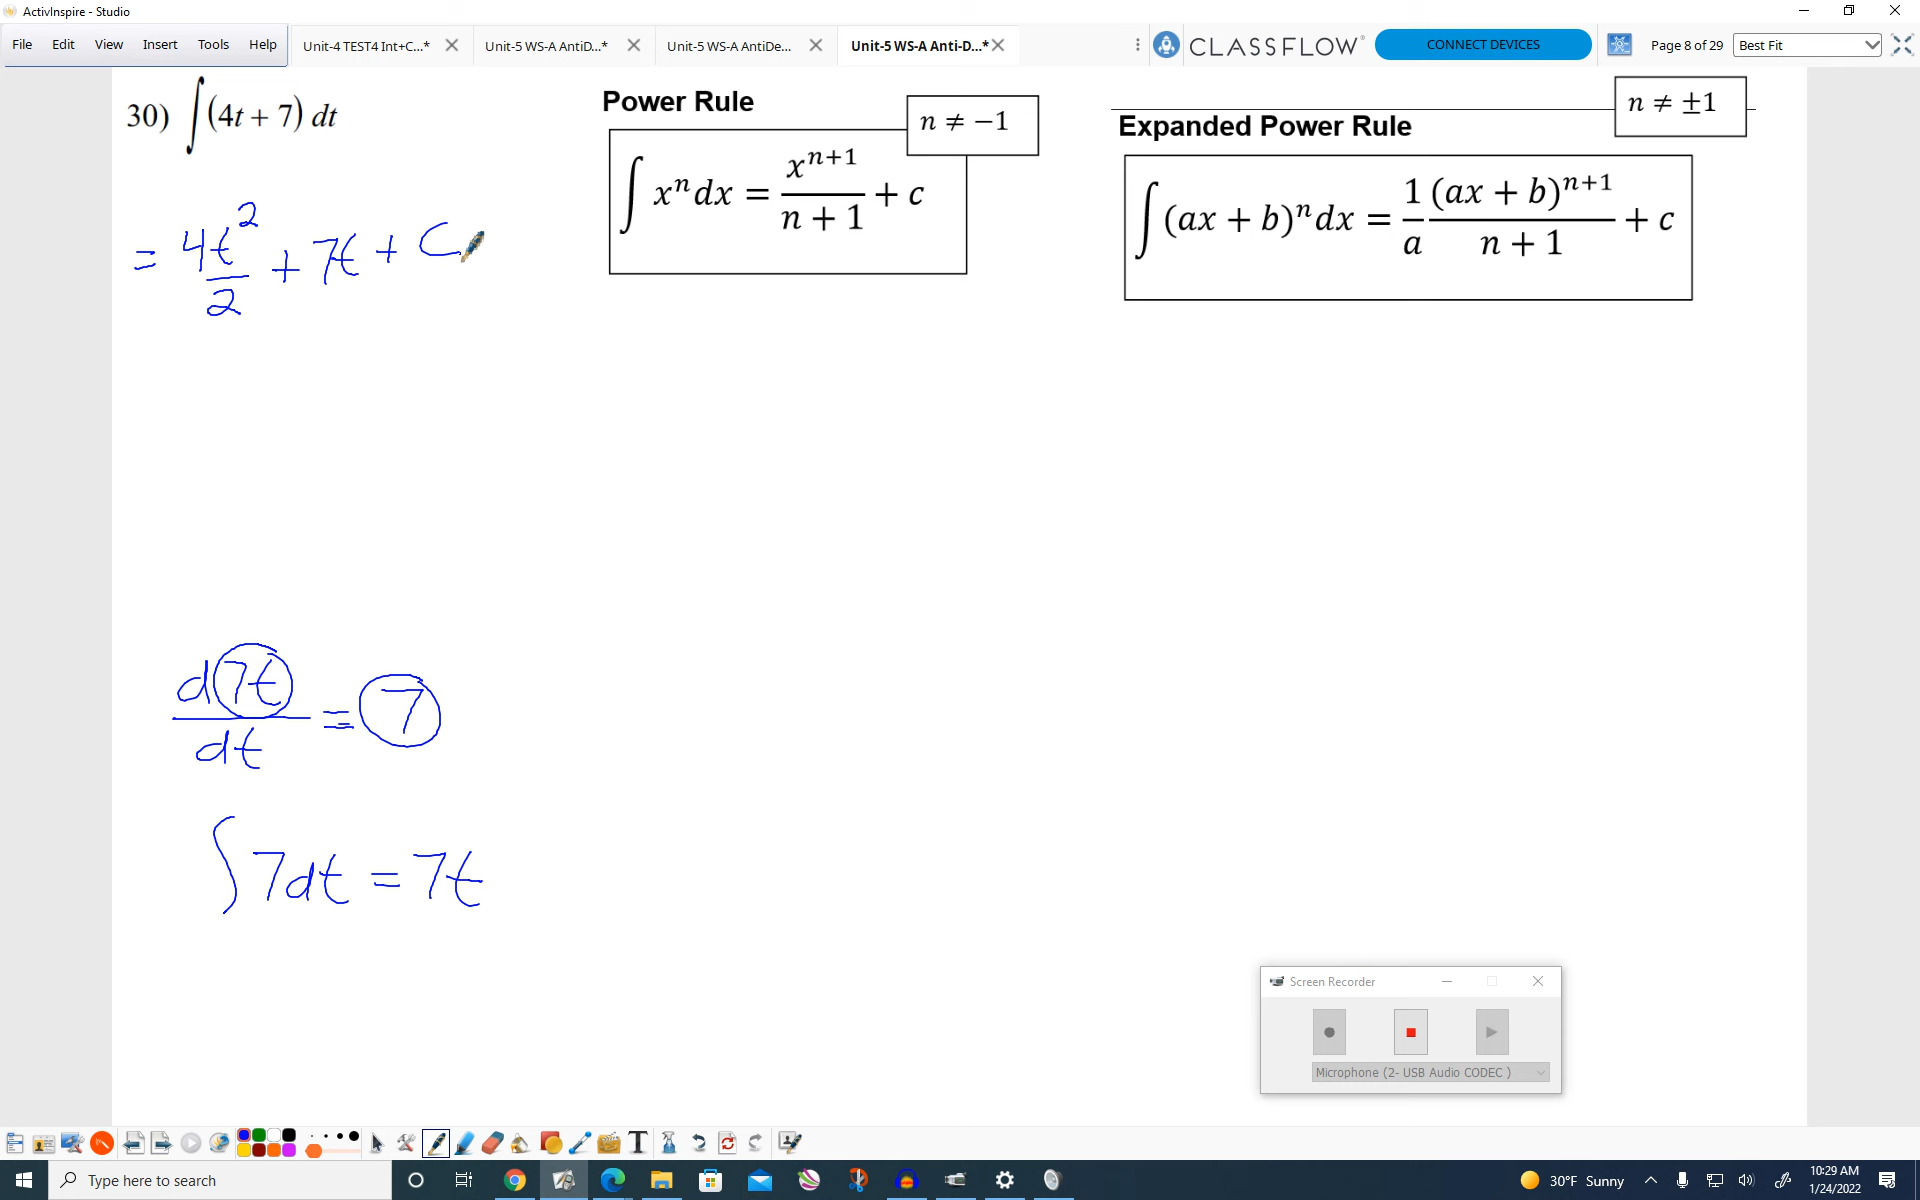 ActivInspire - Studio
File Edit View Insert Tools Help
Unit-4 TEST4 Int+C...* Unit-5 WS-A AntiD...* Unit-5 WS-A AntiDe... Unit-5 WS-A Anti-D...*
CLASSFLOW CONNECT DEVICES Page 8 of 29 Best Fit
30) ∫(4t + 7) dt
Power Rule
n ≠ −1
∫ xⁿdx = xⁿ⁺¹/(n + 1) + c
Expanded Power Rule
n ≠ ±1
∫(ax + b)ⁿdx = 1/a (ax + b)ⁿ⁺¹/(n + 1) + c
= 4t²/2 + 7t + C
d7t/dt = 7
∫ 7dt = 7t
Screen Recorder
Microphone (2- USB Audio CODEC )
Type here to search
30°F Sunny
10:29 AM
1/24/2022